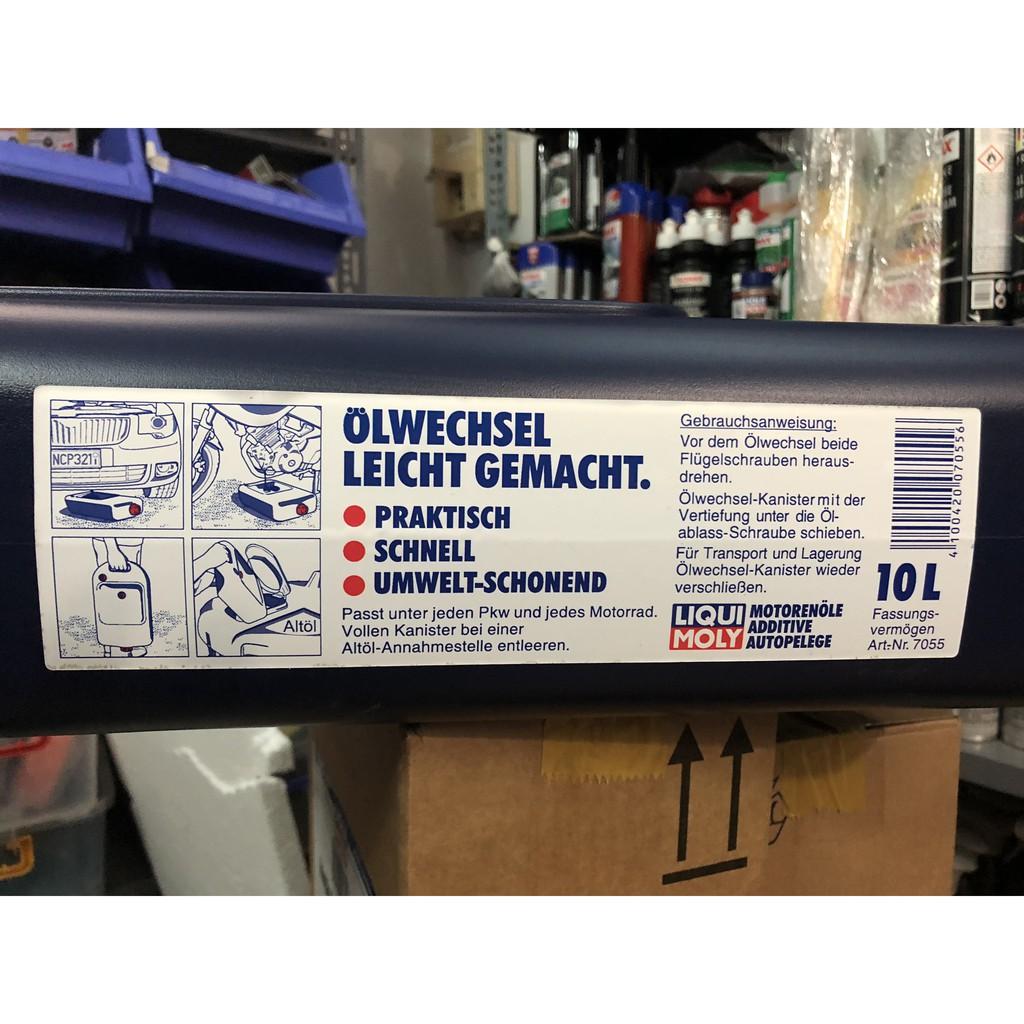 NCP321
Altöl
ÖLWECHSEL
LEICHT GEMACHT.
PRAKTISCH
SCHNELL
UMWELT-SCHONEND
Passt unter jeden Pkw und jedes Motorrad.
Vollen Kanister bei einer
Altöl-Annahmestelle entleeren.
Gebrauchsanweisung:
Vor dem Ölwechsel beide
Flügelschrauben heraus-
drehen.
Ölwechsel-Kanister mit der
Vertiefung unter die Öl-
ablass-Schraube schieben.
Für Transport und Lagerung
Ölwechsel-Kanister wieder
verschließen.
LIQUI
MOLY
MOTORENÖLE
ADDITIVE
AUTOPELEGE
4 100420 070556
10 L
Fassungs-
vermögen
Art-Nr. 7055